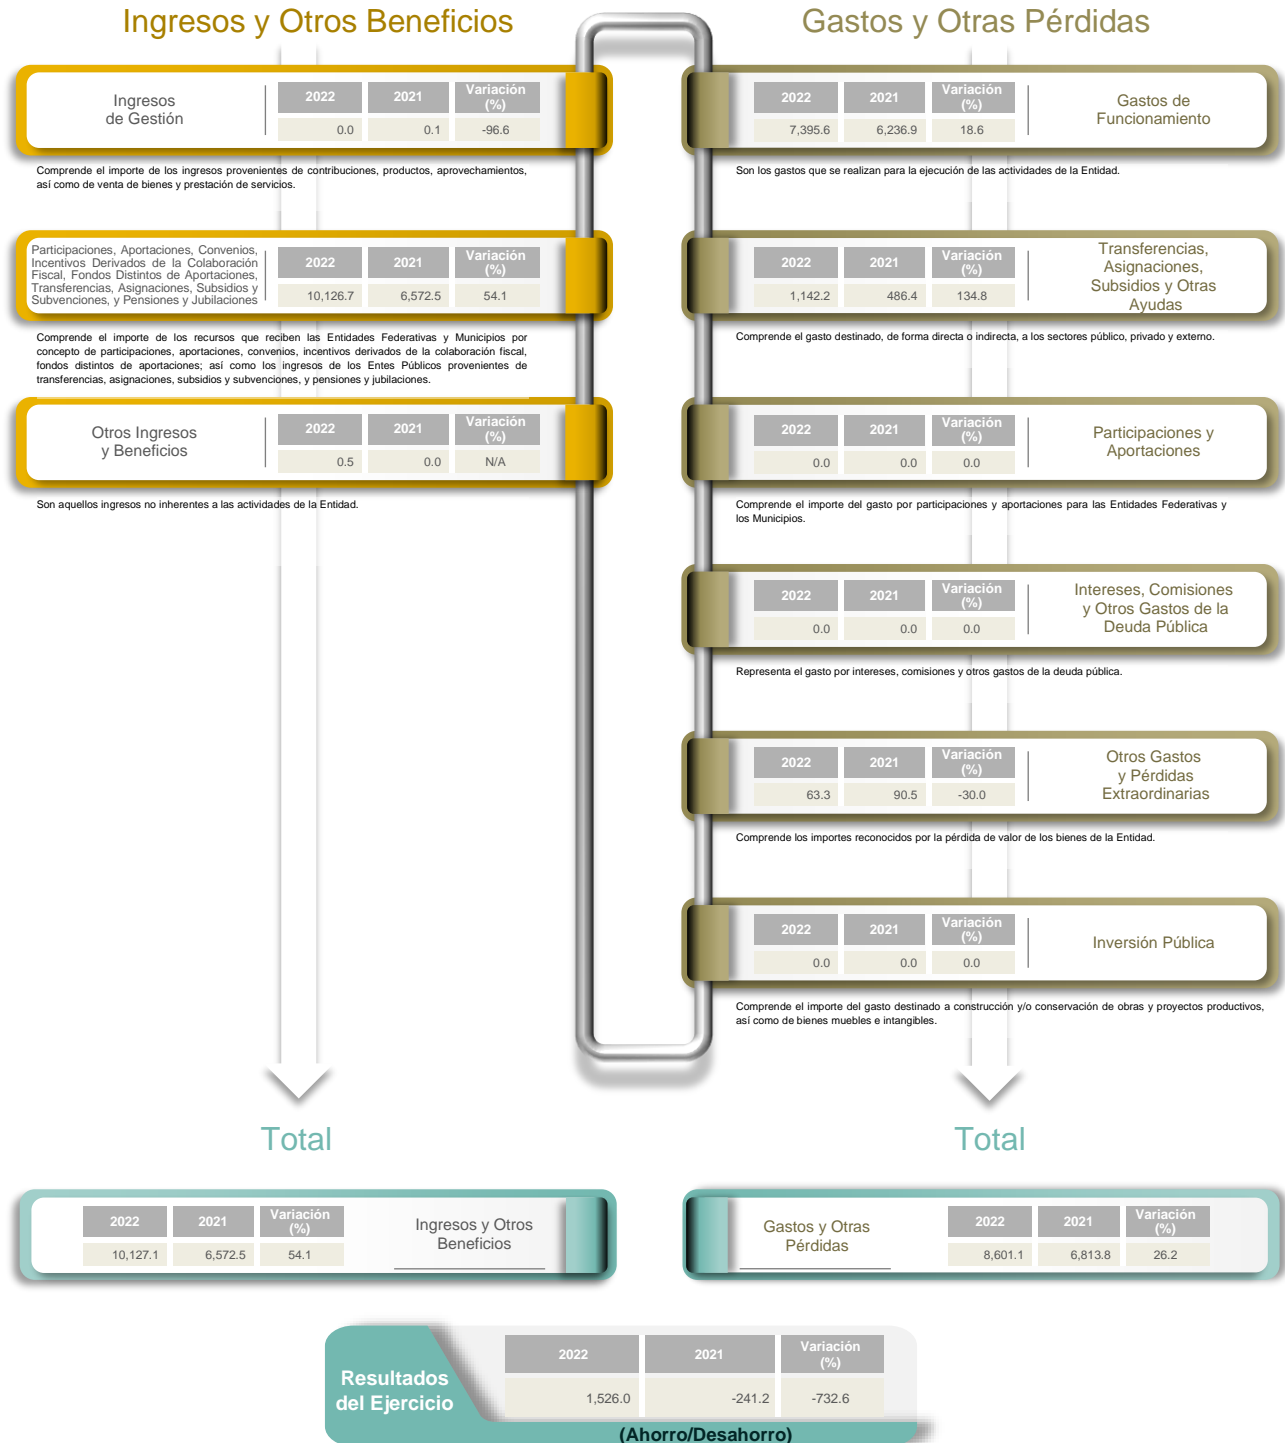 Ingresos y Otros Beneficios
Ingresos
de Gestión
2022 2021 Variación
(%)
0.0 0.1 -96.6
Comprende el importe de los ingresos provenientes de contribuciones, productos, aprovechamientos,
así como de venta de bienes y prestación de servicios.
Participaciones, Aportaciones, Convenios,
Incentivos Derivados de la Colaboración
Fiscal, Fondos Distintos de Aportaciones,
Transferencias, Asignaciones, Subsidios y
Subvenciones, y Pensiones y Jubilaciones
2022 2021 Variación
(%)
10,126.7 6,572.5 54.1
Comprende el importe de los recursos que reciben las Entidades Federativas y Municipios por
concepto de participaciones, aportaciones, convenios, incentivos derivados de la colaboración fiscal,
fondos distintos de aportaciones; así como los ingresos de los Entes Públicos provenientes de
transferencias, asignaciones, subsidios y subvenciones, y pensiones y jubilaciones.
Otros Ingresos
y Beneficios
2022 2021 Variación
(%)
0.5 0.0 N/A
Son aquellos ingresos no inherentes a las actividades de la Entidad.
Gastos y Otras Pérdidas
2022 2021 Variación
(%)
7,395.6 6,236.9 18.6
Gastos de
Funcionamiento
Son los gastos que se realizan para la ejecución de las actividades de la Entidad.
2022 2021 Variación
(%)
1,142.2 486.4 134.8
Transferencias,
Asignaciones,
Subsidios y Otras
Ayudas
Comprende el gasto destinado, de forma directa o indirecta, a los sectores público, privado y externo.
2022 2021 Variación
(%)
0.0 0.0 0.0
Participaciones y
Aportaciones
Comprende el importe del gasto por participaciones y aportaciones para las Entidades Federativas y
los Municipios.
2022 2021 Variación
(%)
0.0 0.0 0.0
Intereses, Comisiones
y Otros Gastos de la
Deuda Pública
Representa el gasto por intereses, comisiones y otros gastos de la deuda pública.
2022 2021 Variación
(%)
63.3 90.5 -30.0
Otros Gastos
y Pérdidas
Extraordinarias
Comprende los importes reconocidos por la pérdida de valor de los bienes de la Entidad.
2022 2021 Variación
(%)
0.0 0.0 0.0
Inversión Pública
Comprende el importe del gasto destinado a construcción y/o conservación de obras y proyectos productivos,
así como de bienes muebles e intangibles.
Total
2022 2021 Variación
(%)
10,127.1 6,572.5 54.1
Ingresos y Otros
Beneficios
Total
Gastos y Otras
Pérdidas
2022 2021 Variación
(%)
8,601.1 6,813.8 26.2
Resultados
del Ejercicio
2022 2021 Variación
(%)
1,526.0 -241.2 -732.6
(Ahorro/Desahorro)